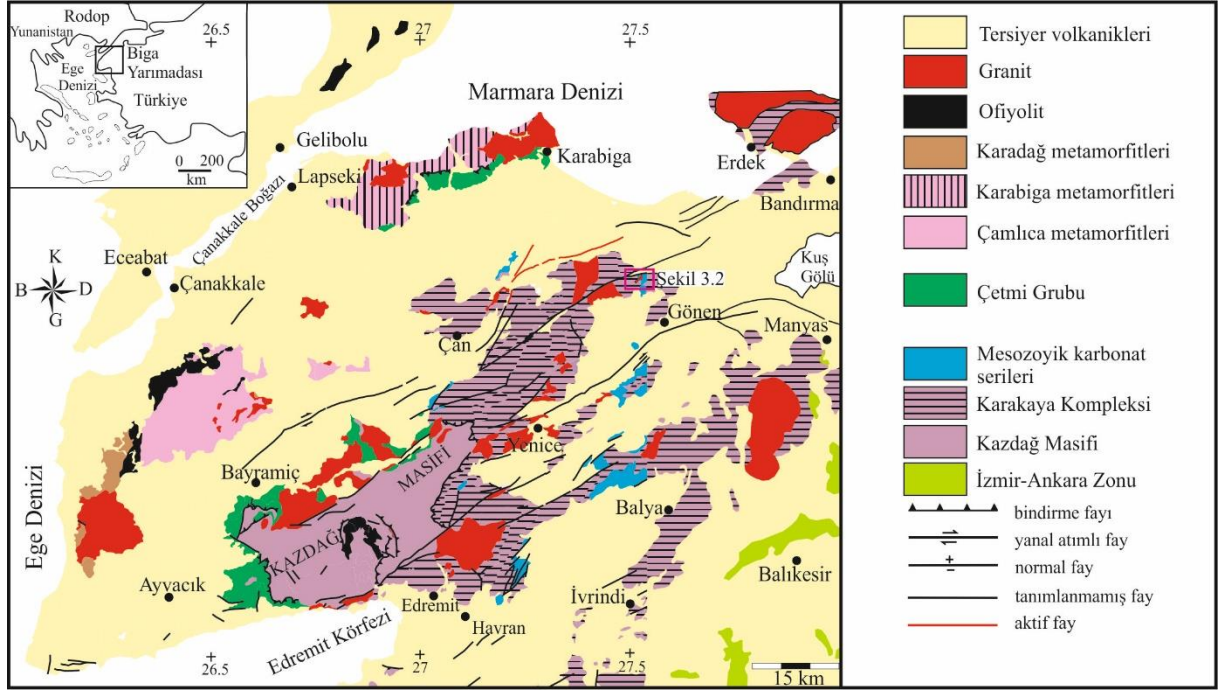 Rodop
Yunanistan
Biga
Yarımadası
Ege
Denizi
Türkiye
0 200
km
26.5
27
27.5
Marmara Denizi
Gelibolu
Lapseki
Karabiga
Erdek
Bandırma
Çanakkale Boğazı
Eceabat
Çanakkale
K
B D
G
Kuş
Gölü
Şekil 3.2
Gönen
Manyas
Çan
Yenice
Bayramiç
MASİFİ
KAZDAĞ
Balya
Ege Denizi
Ayvacık
Edremit
Havran
İvrindi
Balıkesir
Edremit Körfezi
26.5
27
27.5
15 km
Tersiyer volkanikleri
Granit
Ofiyolit
Karadağ metamorfitleri
Karabiga metamorfitleri
Çamlıca metamorfitleri
Çetmi Grubu
Mesozoyik karbonat
serileri
Karakaya Kompleksi
Kazdağ Masifi
İzmir-Ankara Zonu
bindirme fayı
yanal atımlı fay
normal fay
tanımlanmamış fay
aktif fay